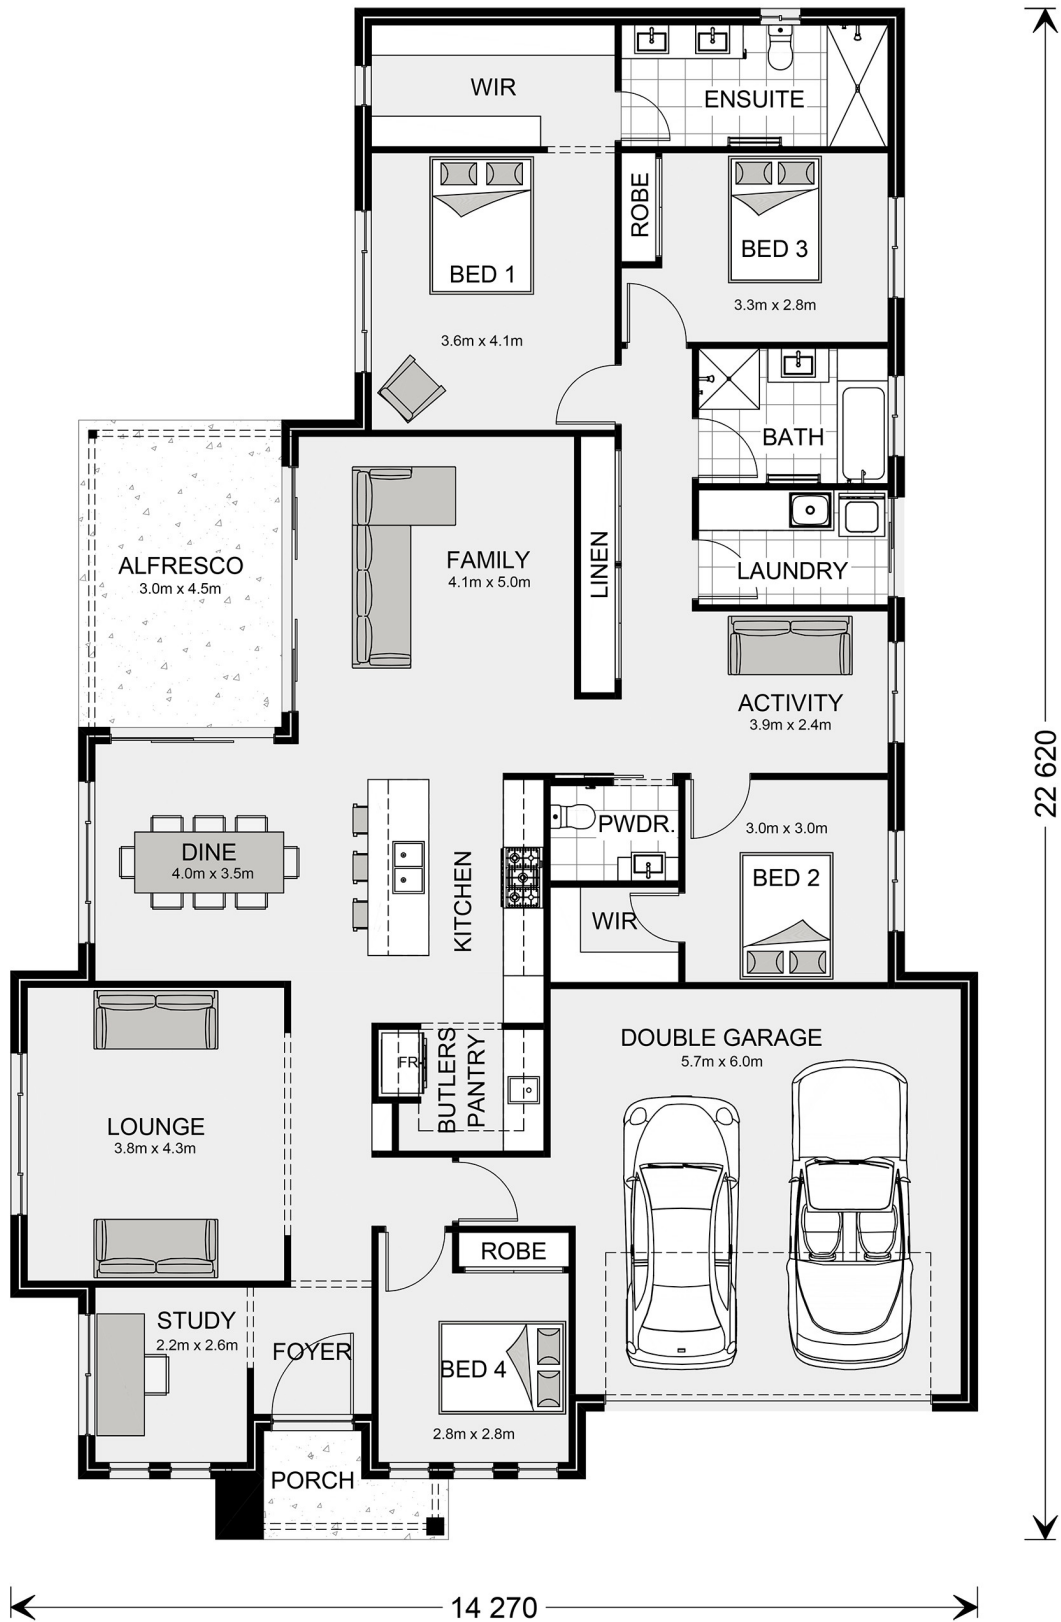 WIR
ENSUITE
ROBE
BED 3
3.3m x 2.8m
BED 1
3.6m x 4.1m
BATH
ALFRESCO
3.0m x 4.5m
FAMILY
4.1m x 5.0m
LINEN
LAUNDRY
ACTIVITY
3.9m x 2.4m
22 620
DINE
4.0m x 3.5m
KITCHEN
PWDR.
3.0m x 3.0m
BED 2
WIR
LOUNGE
3.8m x 4.3m
FR
BUTLERS
PANTRY
DOUBLE GARAGE
5.7m x 6.0m
ROBE
STUDY
2.2m x 2.6m
FOYER
BED 4
2.8m x 2.8m
PORCH
14 270